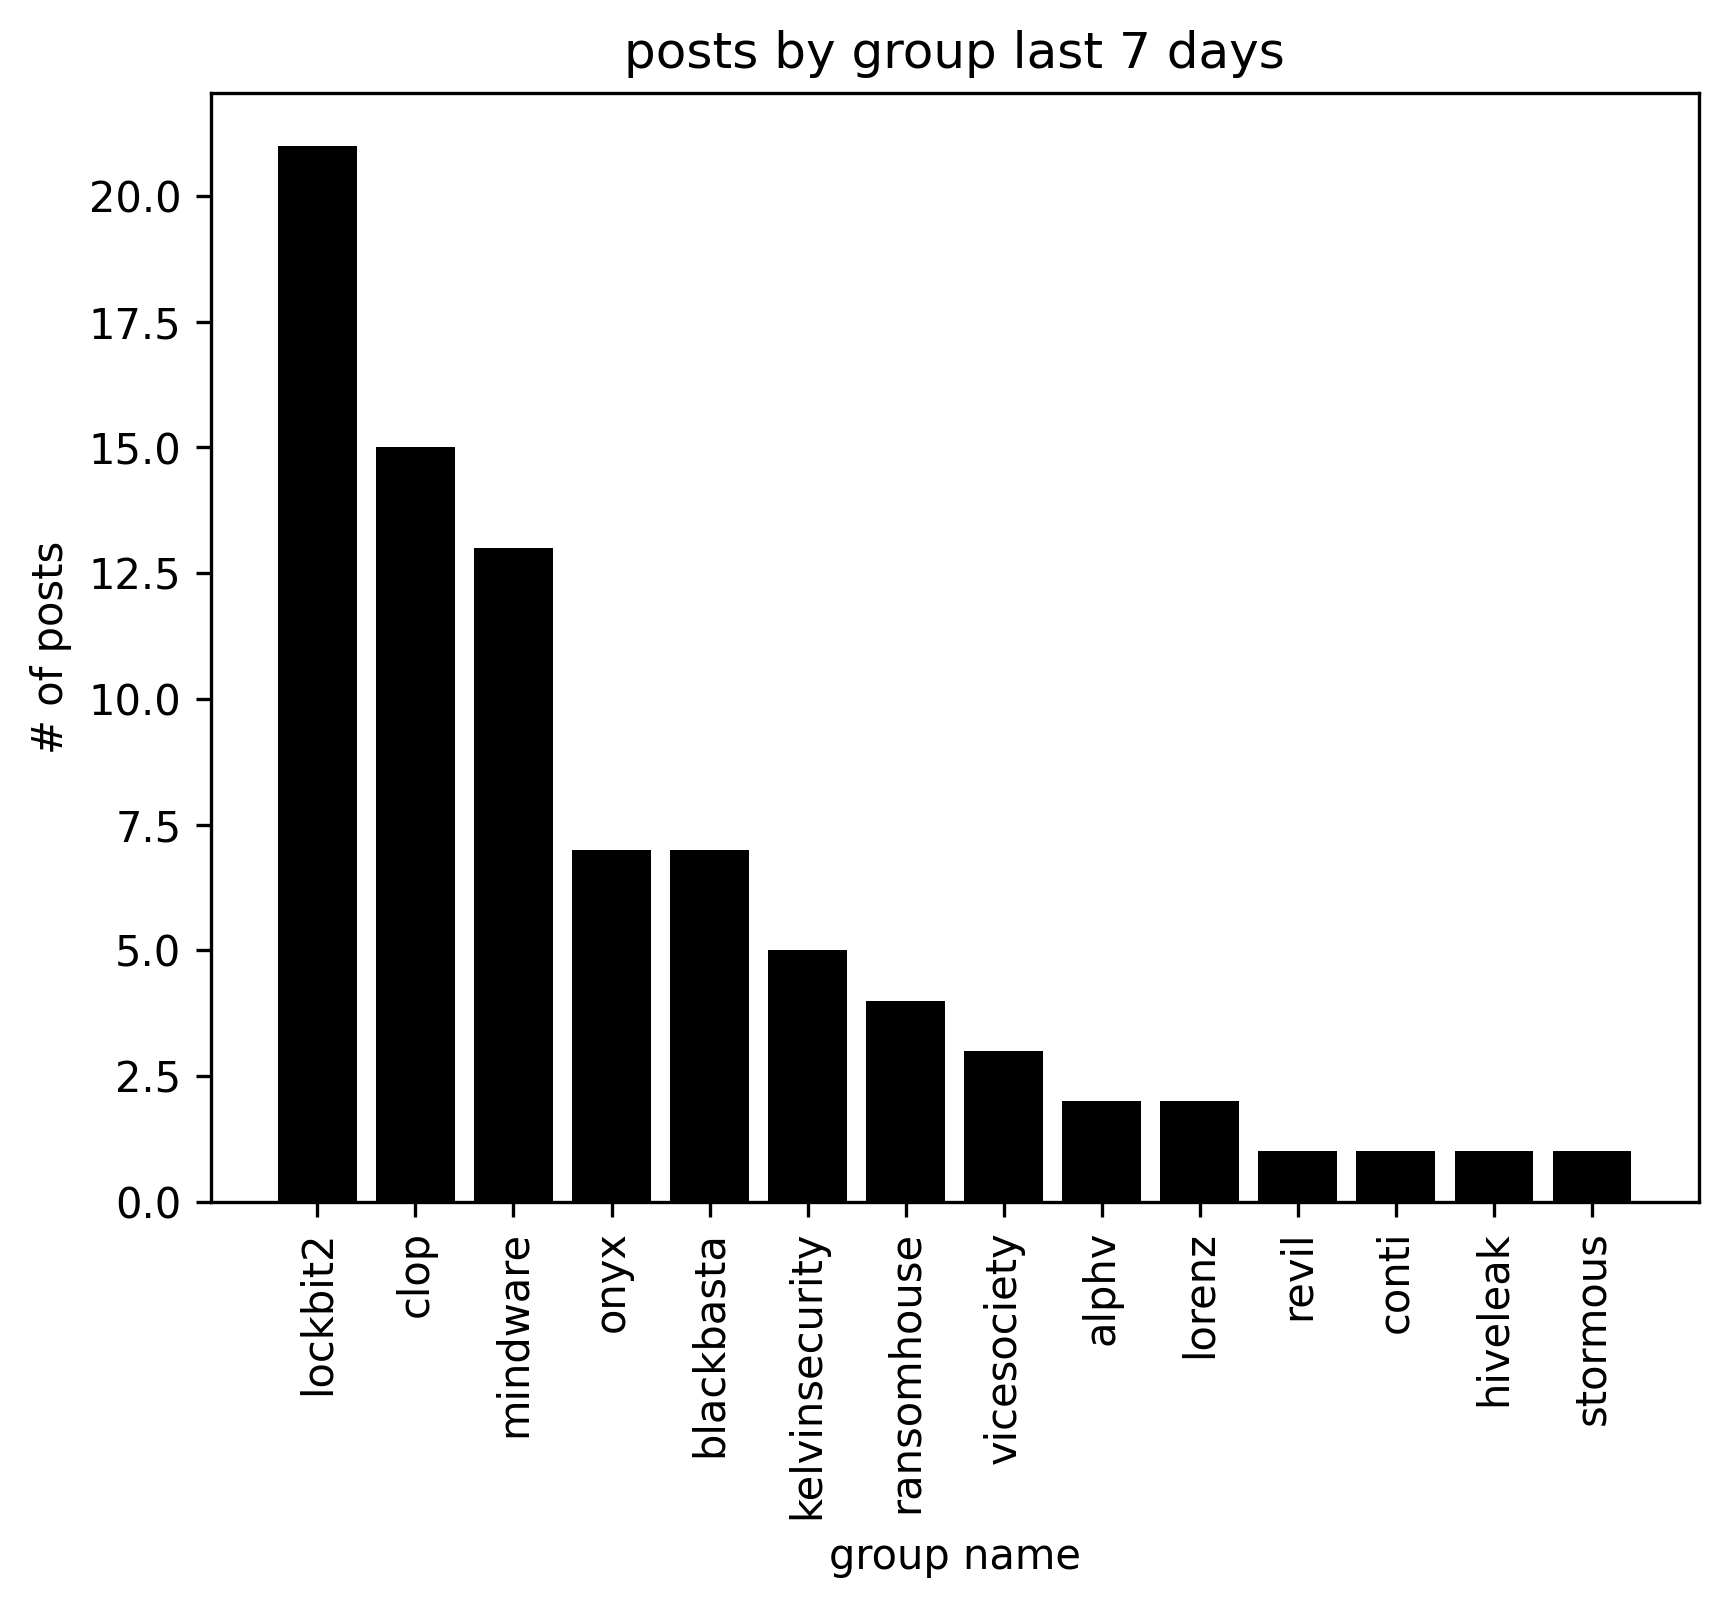 posts by group last 7 days
# of posts
20.0
17.5
15.0
12.5
10.0
7.5
5.0
2.5
0.0
lockbit2
clop
mindware
onyx
blackbasta
kelvinsecurity
ransomhouse
vicesociety
alphv
lorenz
revil
conti
hiveleak
stormous
group name